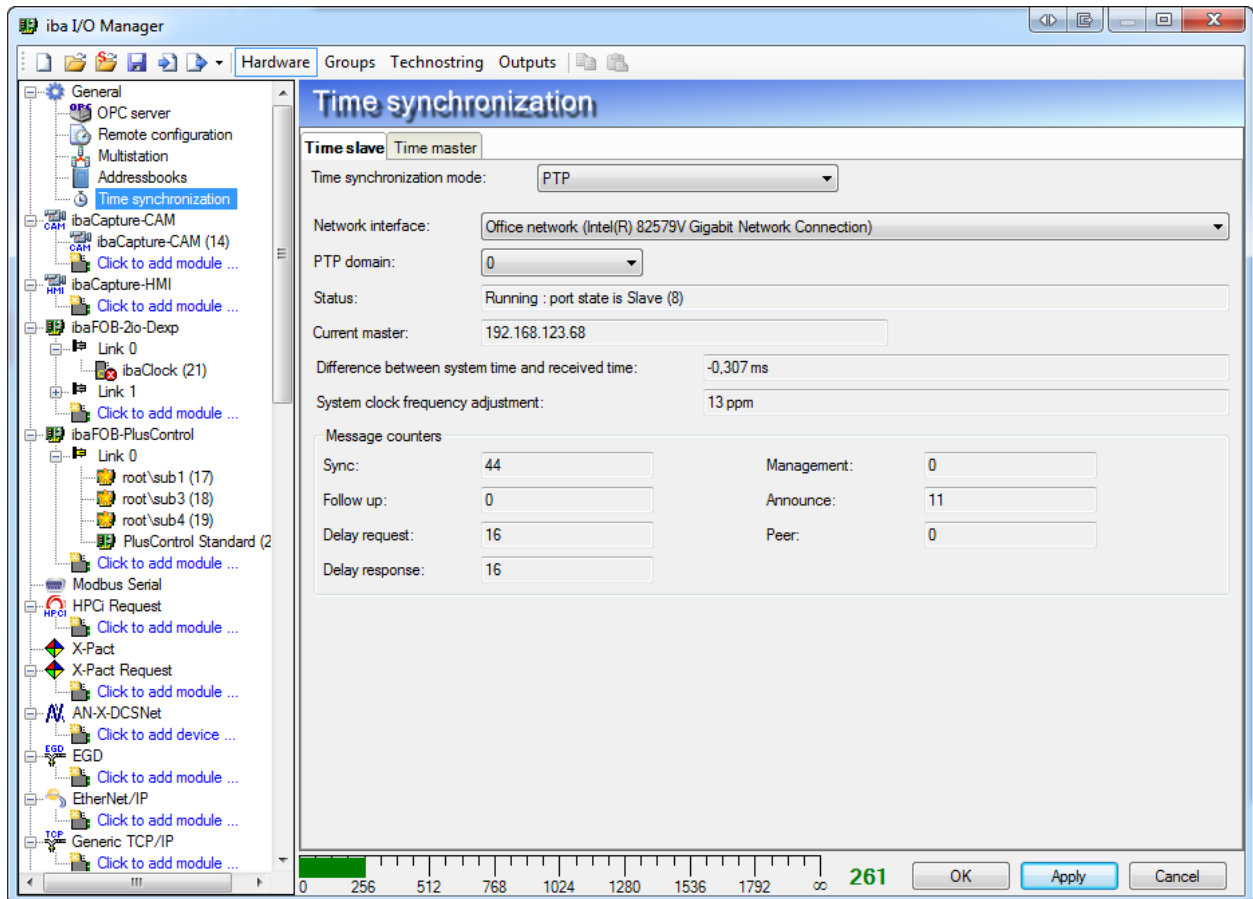 iba I/O Manager
Hardware Groups Technostring Outputs
General
OPC server
Remote configuration
Multistation
Addressbooks
Time synchronization
ibaCapture-CAM
ibaCapture-CAM (14)
Click to add module ...
ibaCapture-HMI
Click to add module ...
ibaFOB-2io-Dexp
Link 0
ibaClock (21)
Link 1
Click to add module ...
ibaFOB-PlusControl
Link 0
root\sub1 (17)
root\sub3 (18)
root\sub4 (19)
PlusControl Standard (2
Click to add module ...
Modbus Serial
HPCi Request
Click to add module ...
X-Pact
X-Pact Request
Click to add module ...
AN-X-DCSNet
Click to add device ...
EGD
Click to add module ...
EtherNet/IP
Click to add module ...
Generic TCP/IP
Click to add module ...
OPC
CAM
CAM
HMI
HPCi
EGD
TCP
Time synchronization
Time slave Time master
Time synchronization mode: PTP
Network interface: Office network (Intel(R) 82579V Gigabit Network Connection)
PTP domain: 0
Status: Running : port state is Slave (8)
Current master: 192.168.123.68
Difference between system time and received time: -0,307 ms
System clock frequency adjustment: 13 ppm
Message counters
Sync: 44 Management: 0
Follow up: 0 Announce: 11
Delay request: 16 Peer: 0
Delay response: 16
0 256 512 768 1024 1280 1536 1792 ∞ 261 OK Apply Cancel